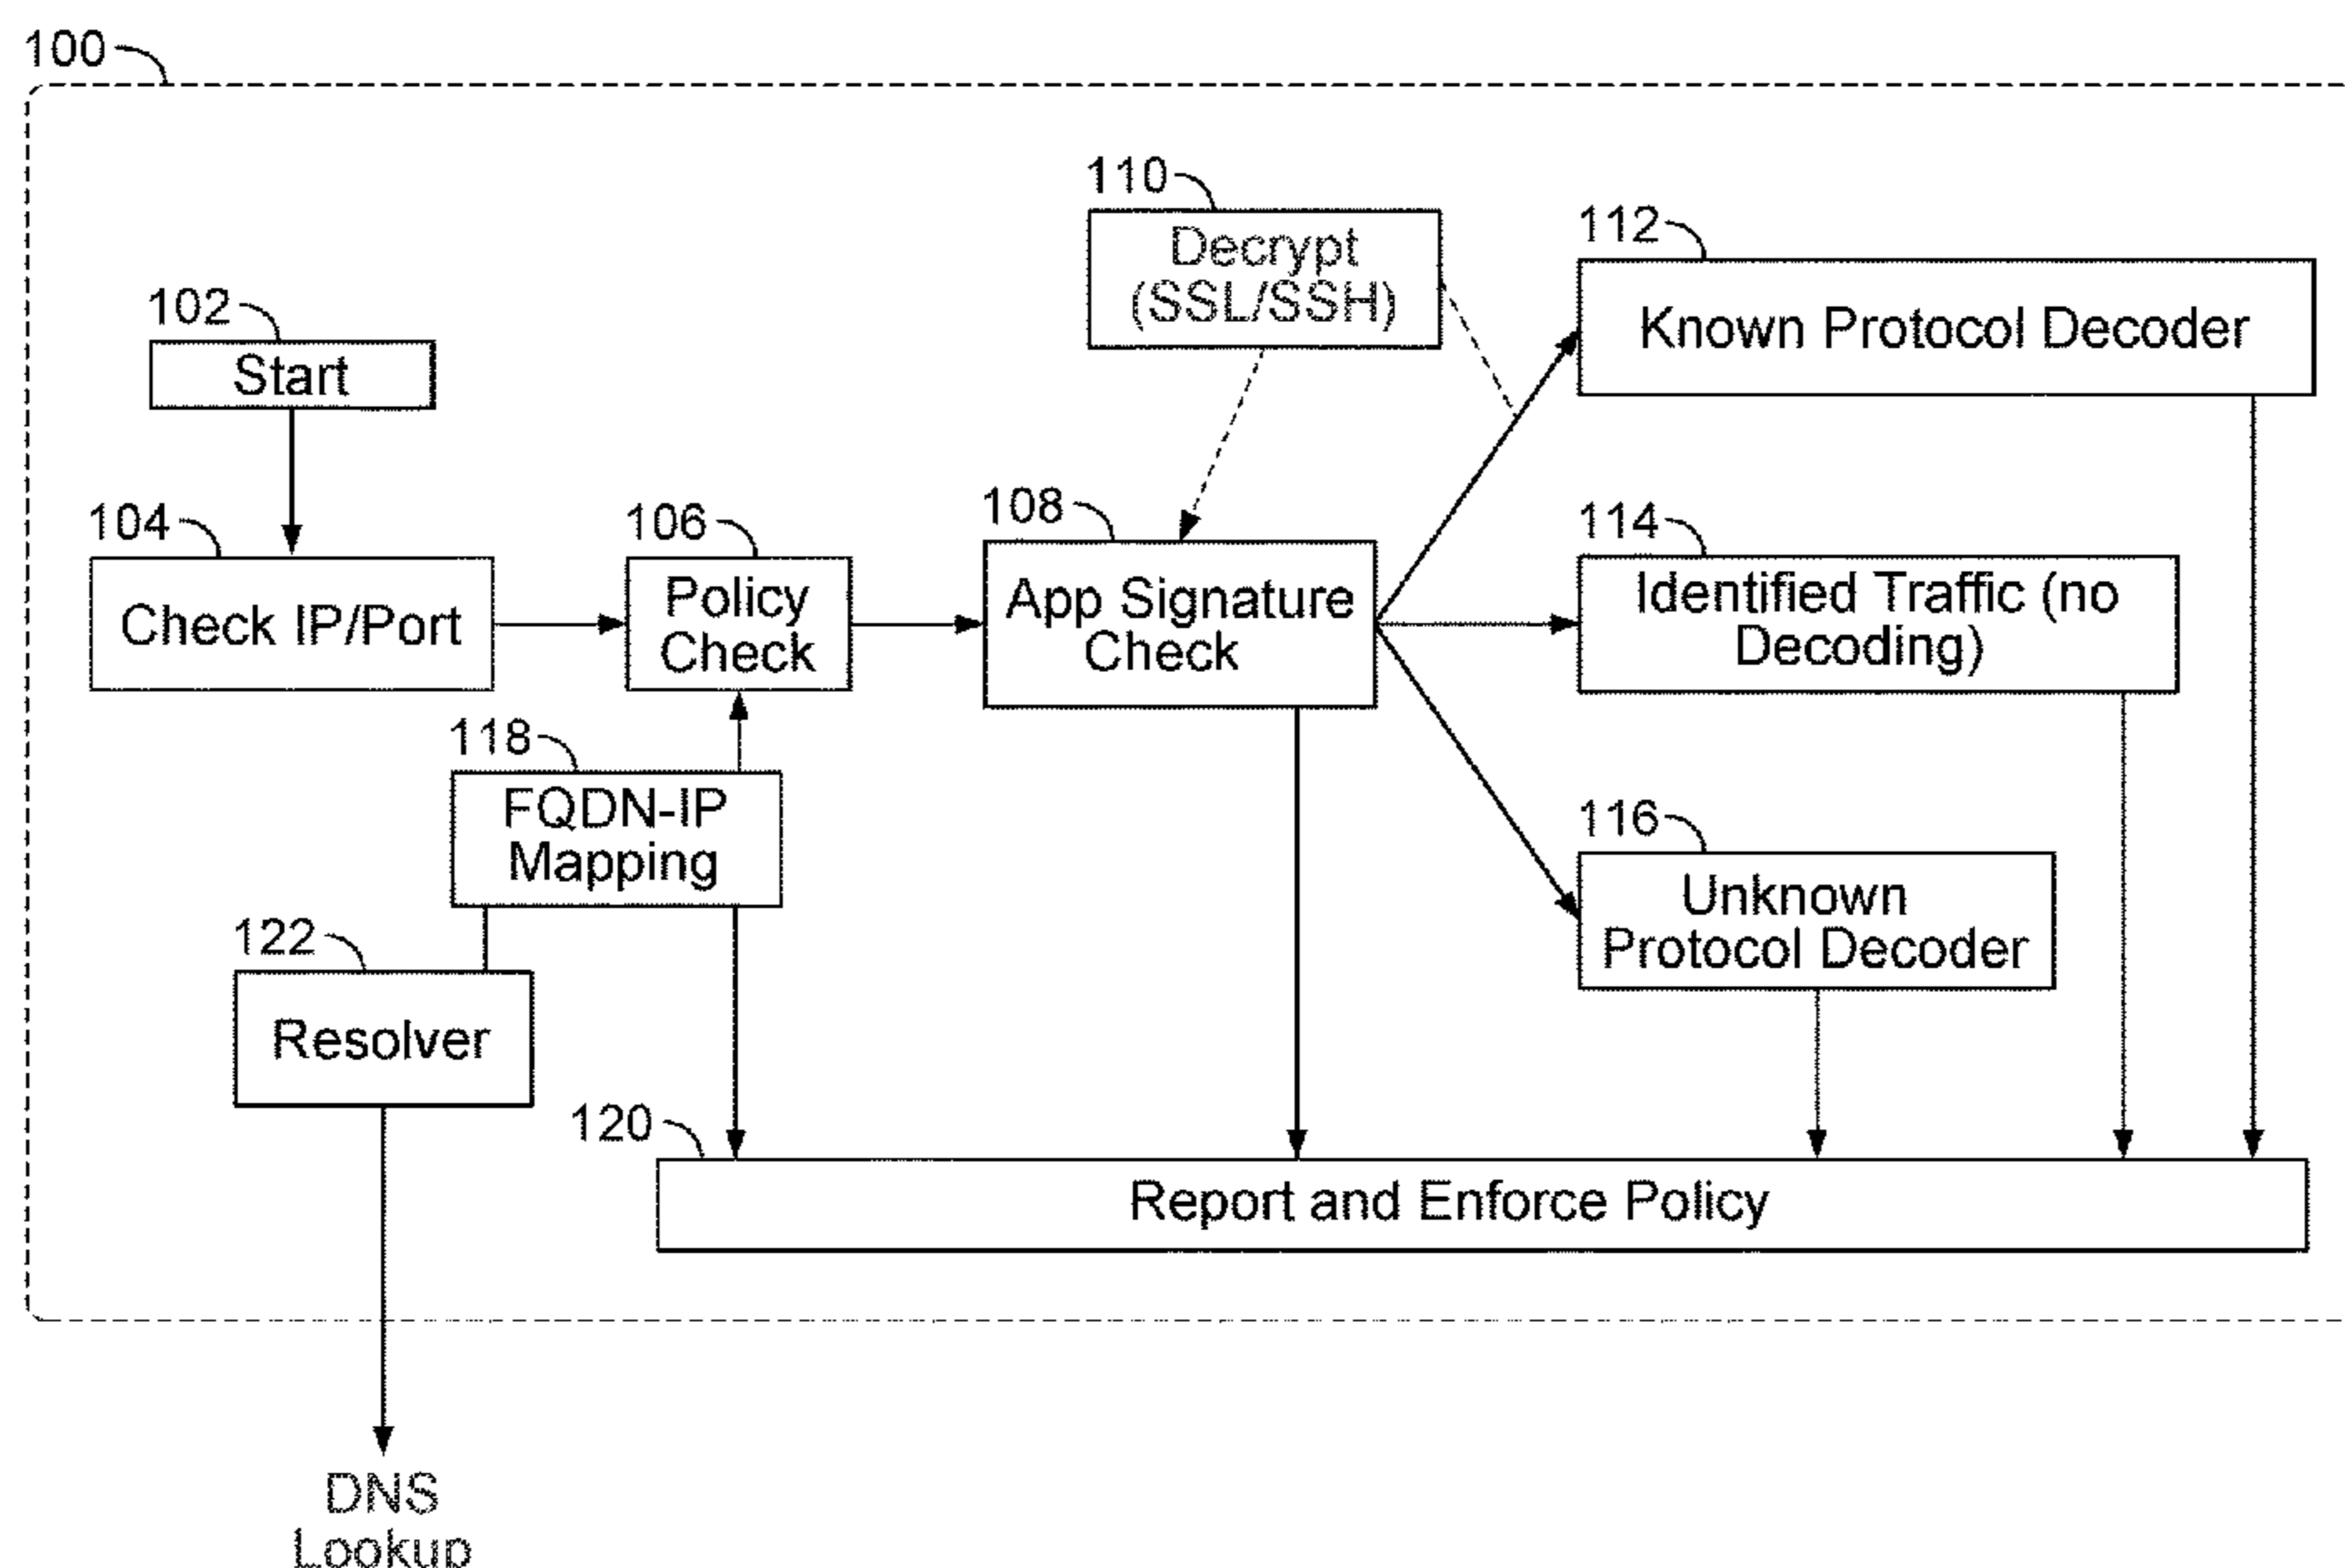 100
110
Decrypt
(SSL/SSH)
112
Known Protocol Decoder
102
Start
104
Check IP/Port
106
Policy
Check
108
App Signature
Check
114
Identified Traffic (no
Decoding)
118
FQDN-IP
Mapping
116
Unknown
Protocol Decoder
122
Resolver
120
Report and Enforce Policy
DNS
Lookup